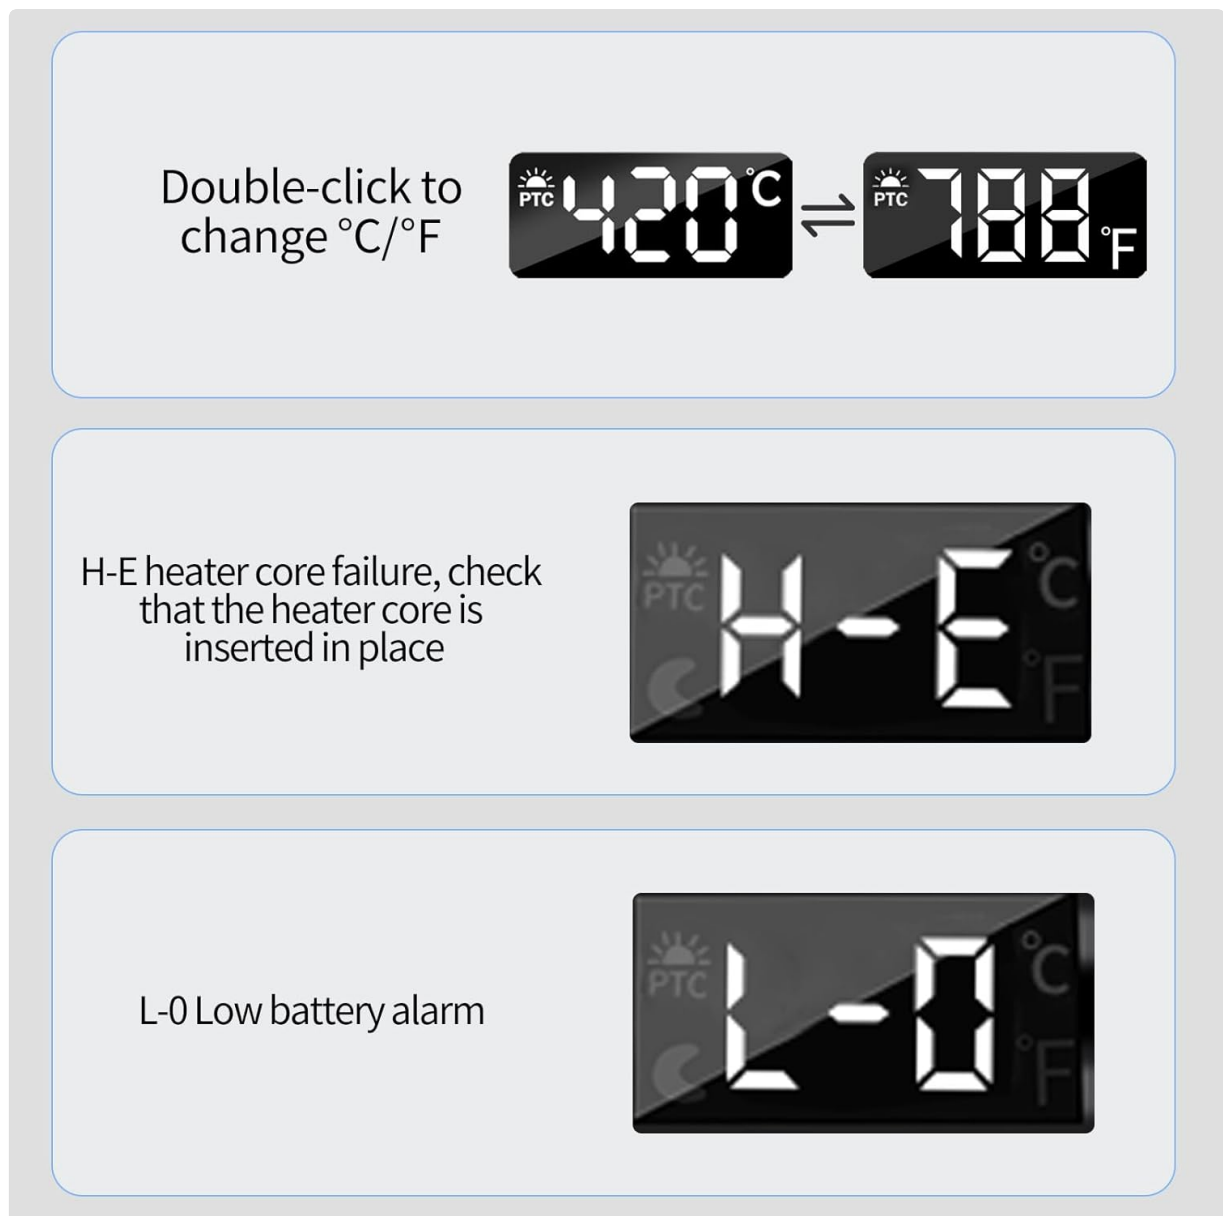 Double-click to
change °C/°F
PTC 420 °C
PTC 788 °F
H-E heater core failure, check
that the heater core is
inserted in place
PTC H-E °C
°F
L-0 Low battery alarm
PTC L-0 °C
°F